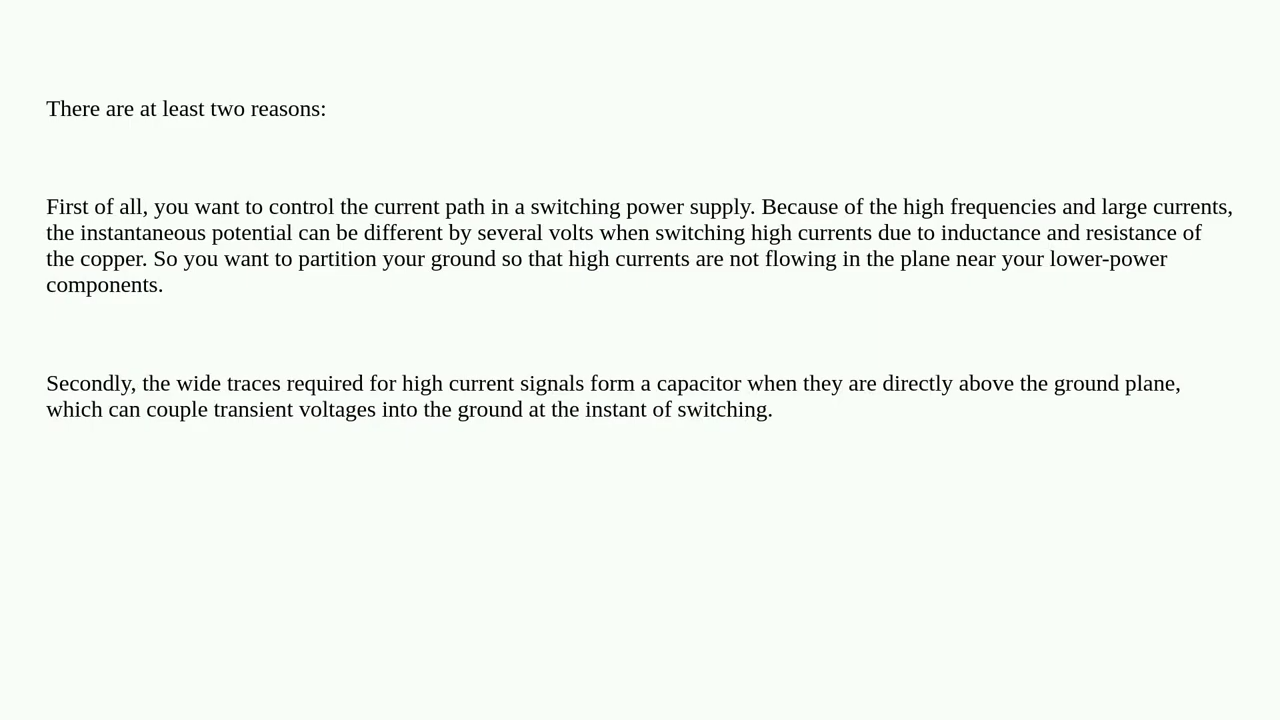 There are at least two reasons:
First of all, you want to control the current path in a switching power supply. Because of the high frequencies and large currents,
the instantaneous potential can be different by several volts when switching high currents due to inductance and resistance of
the copper. So you want to partition your ground so that high currents are not flowing in the plane near your lower-power
components.
Secondly, the wide traces required for high current signals form a capacitor when they are directly above the ground plane,
which can couple transient voltages into the ground at the instant of switching.